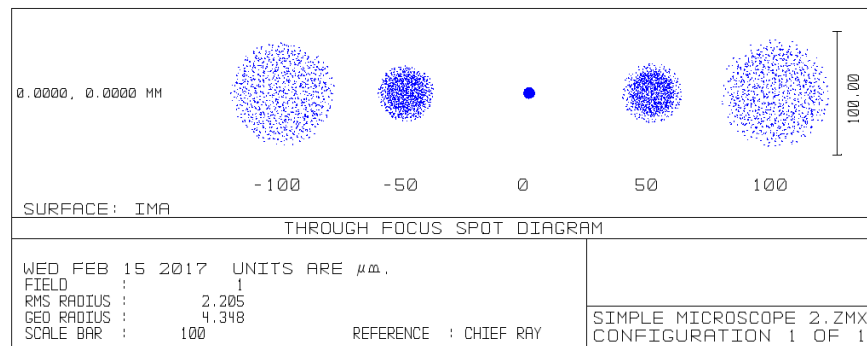 0.0000, 0.0000 MM
100.00
-100 -50 0 50 100
SURFACE: IMA
THROUGH FOCUS SPOT DIAGRAM
WED FEB 15 2017 UNITS ARE µm.
FIELD : 1
RMS RADIUS : 2.205
GEO RADIUS : 4.348
SCALE BAR : 100 REFERENCE : CHIEF RAY
SIMPLE MICROSCOPE 2.ZMX
CONFIGURATION 1 OF 1